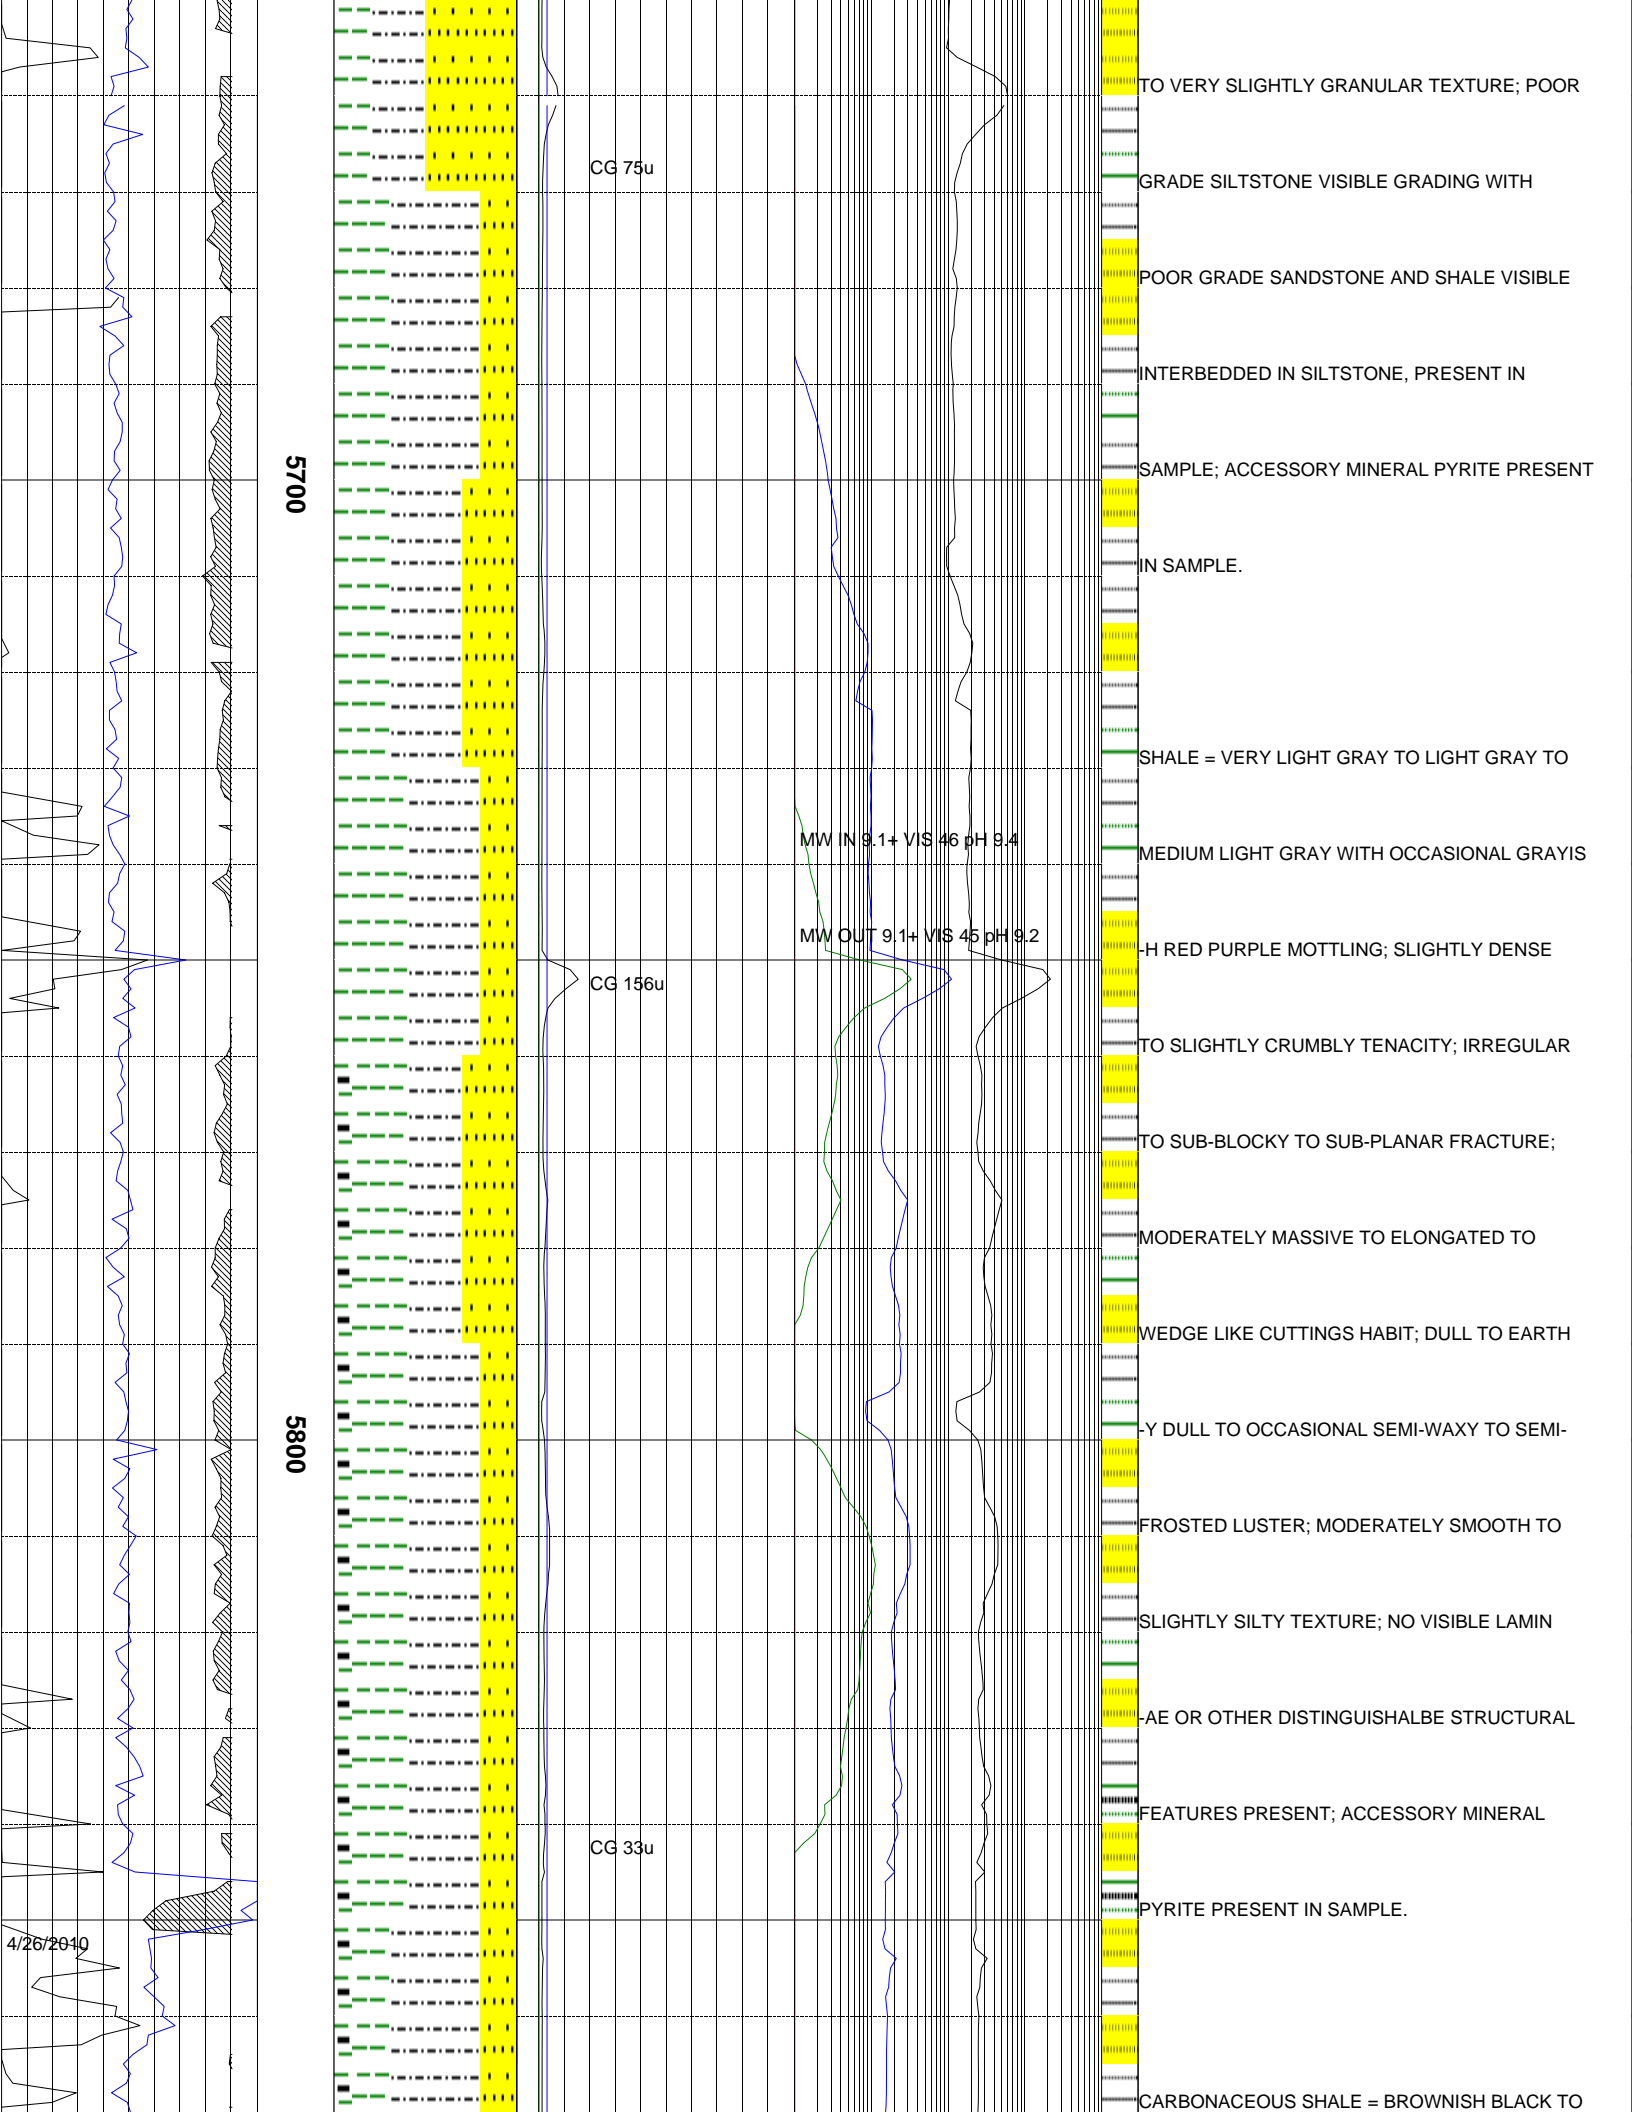 TO VERY SLIGHTLY GRANULAR TEXTURE; POOR
CG 75u
GRADE SILTSTONE VISIBLE GRADING WITH
POOR GRADE SANDSTONE AND SHALE VISIBLE
INTERBEDDED IN SILTSTONE, PRESENT IN
5700
SAMPLE; ACCESSORY MINERAL PYRITE PRESENT
IN SAMPLE.
SHALE = VERY LIGHT GRAY TO LIGHT GRAY TO
MW IN 9.1+ VIS 46 pH 9.4
MEDIUM LIGHT GRAY WITH OCCASIONAL GRAYIS
MW OUT 9.1+ VIS 45 pH 9.2
-H RED PURPLE MOTTLING; SLIGHTLY DENSE
CG 156u
TO SLIGHTLY CRUMBLY TENACITY; IRREGULAR
TO SUB-BLOCKY TO SUB-PLANAR FRACTURE;
MODERATELY MASSIVE TO ELONGATED TO
WEDGE LIKE CUTTINGS HABIT; DULL TO EARTH
5800
-Y DULL TO OCCASIONAL SEMI-WAXY TO SEMI-
FROSTED LUSTER; MODERATELY SMOOTH TO
SLIGHTLY SILTY TEXTURE; NO VISIBLE LAMIN
-AE OR OTHER DISTINGUISHALBE STRUCTURAL
FEATURES PRESENT; ACCESSORY MINERAL
CG 33u
PYRITE PRESENT IN SAMPLE.
4/26/2010
CARBONACEOUS SHALE = BROWNISH BLACK TO